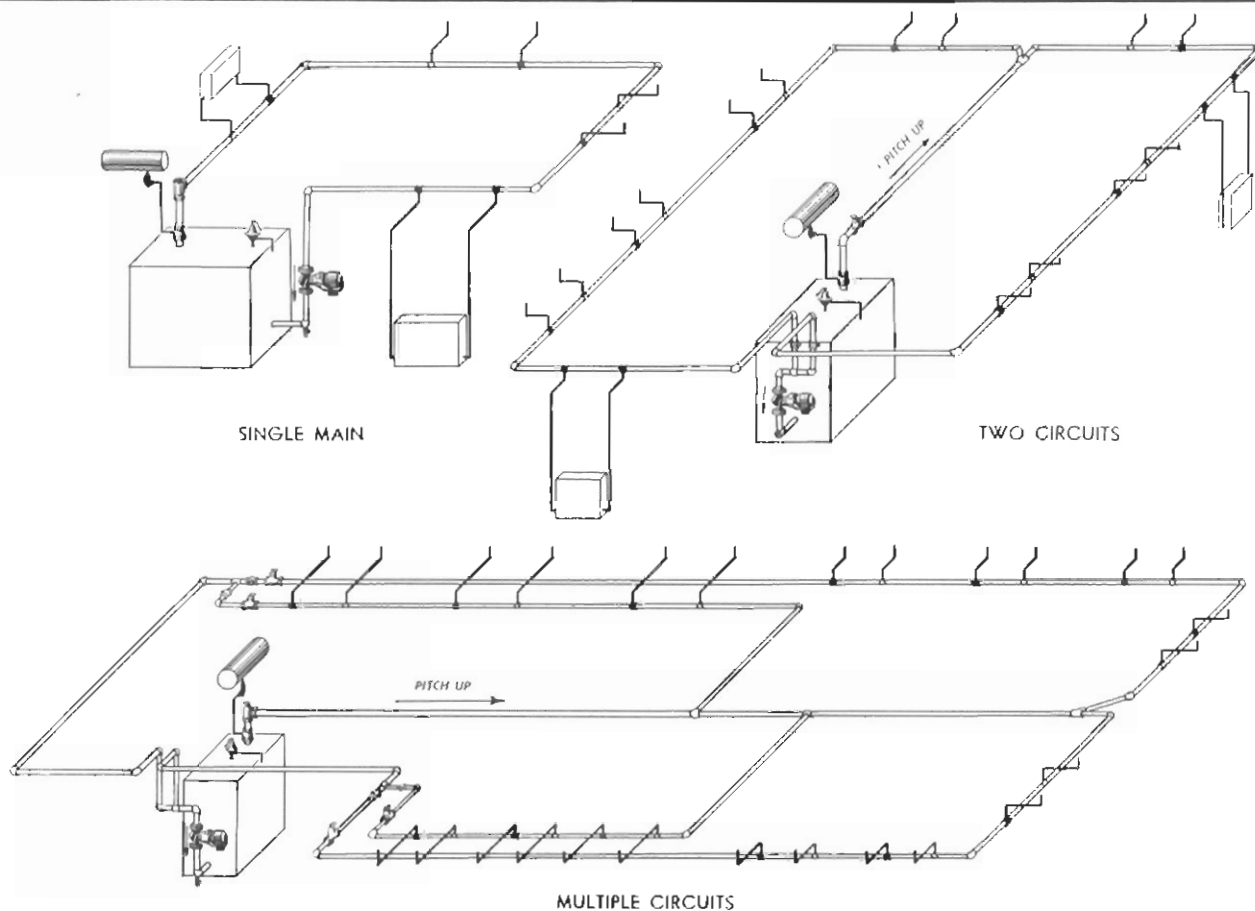 PITCH UP
SINGLE MAIN
TWO CIRCUITS
PITCH UP
MULTIPLE CIRCUITS